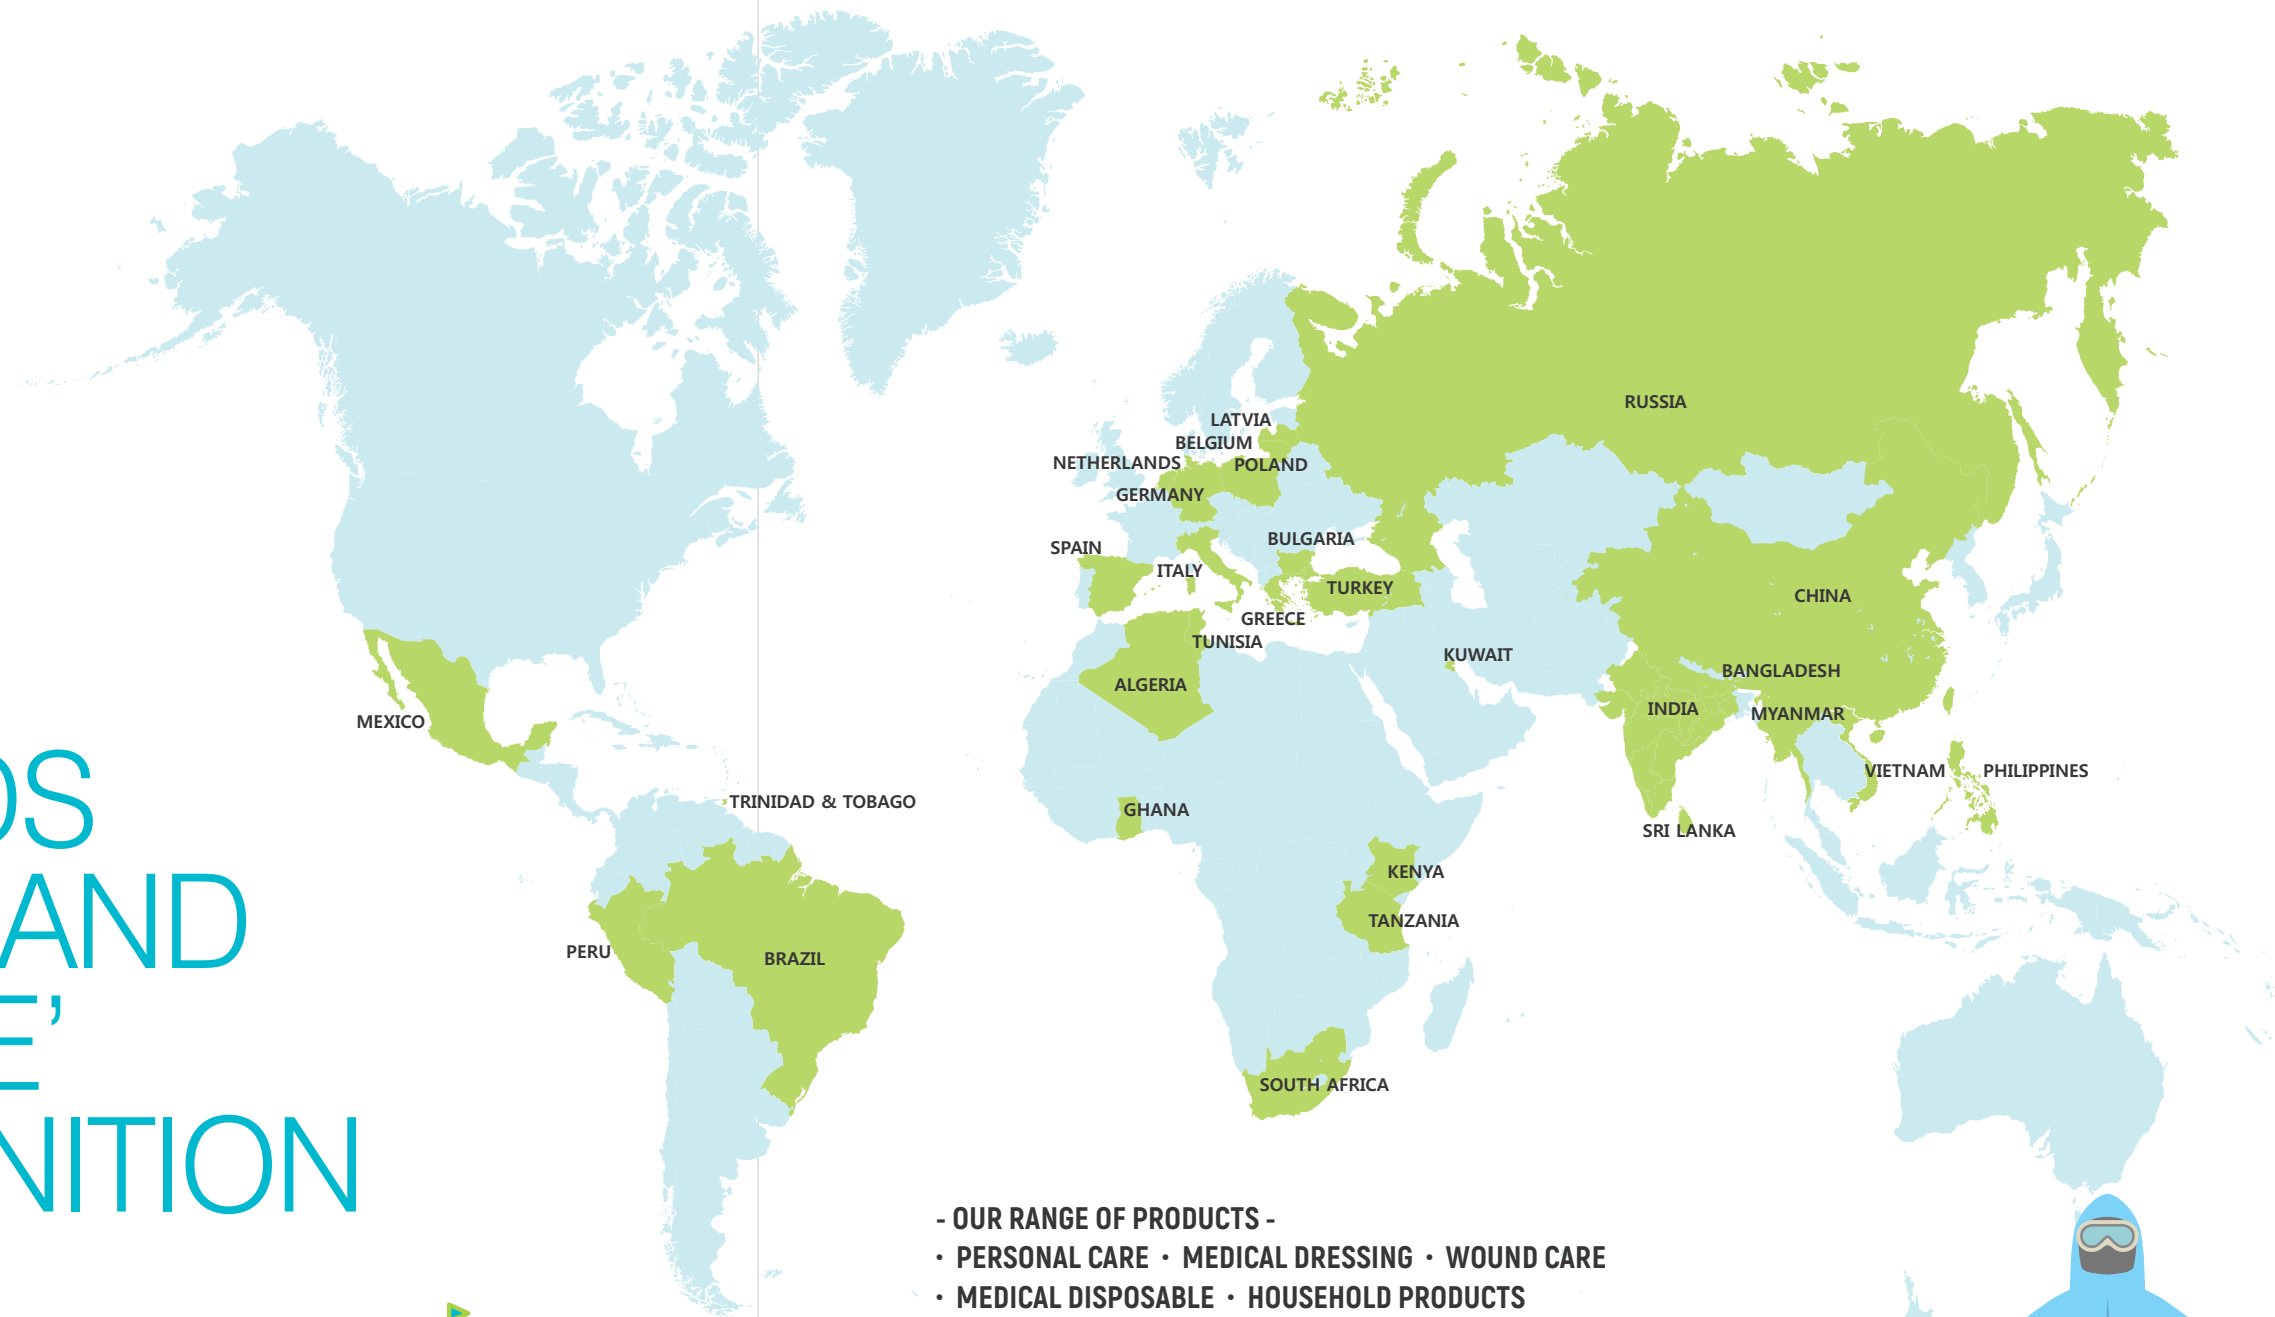 RUSSIA
LATVIA
BELGIUM
NETHERLANDS
POLAND
GERMANY
BULGARIA
SPAIN
ITALY
TURKEY
CHINA
GREECE
TUNISIA
KUWAIT
BANGLADESH
ALGERIA
INDIA
MYANMAR
MEXICO
VIETNAM
PHILIPPINES
TRINIDAD & TOBAGO
GHANA
SRI LANKA
KENYA
TANZANIA
PERU
BRAZIL
SOUTH AFRICA
DS
AND
E’
NITION
- OUR RANGE OF PRODUCTS -
· PERSONAL CARE · MEDICAL DRESSING · WOUND CARE
· MEDICAL DISPOSABLE · HOUSEHOLD PRODUCTS